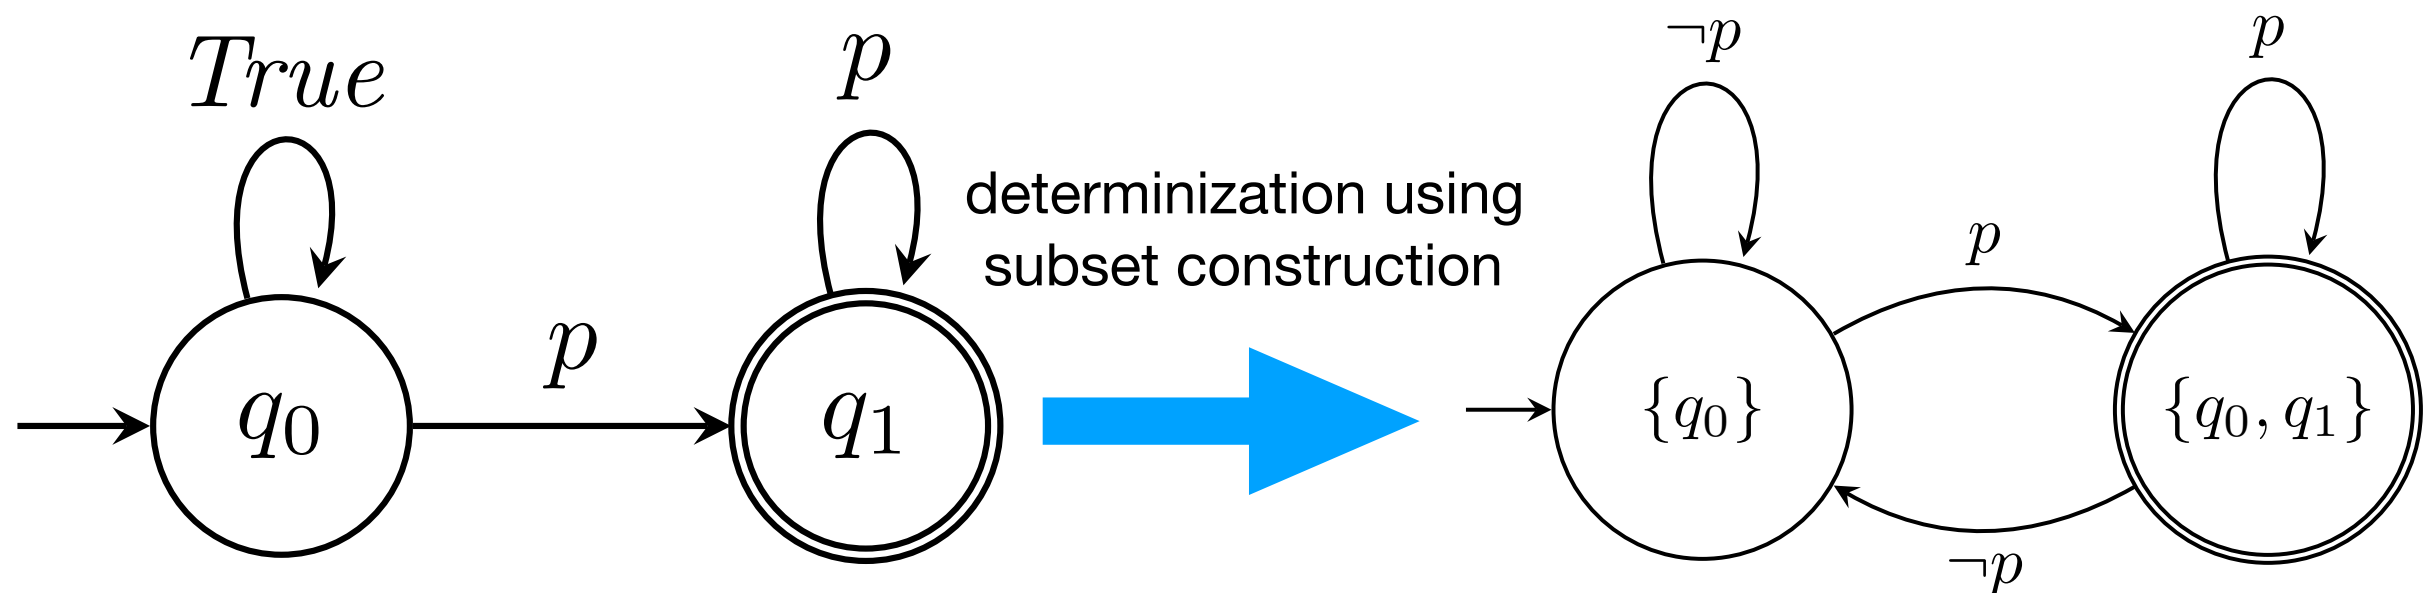 True
p
p
q₀
q₁
determinization using
subset construction
¬p
p
p
{q₀}
{q₀, q₁}
¬p